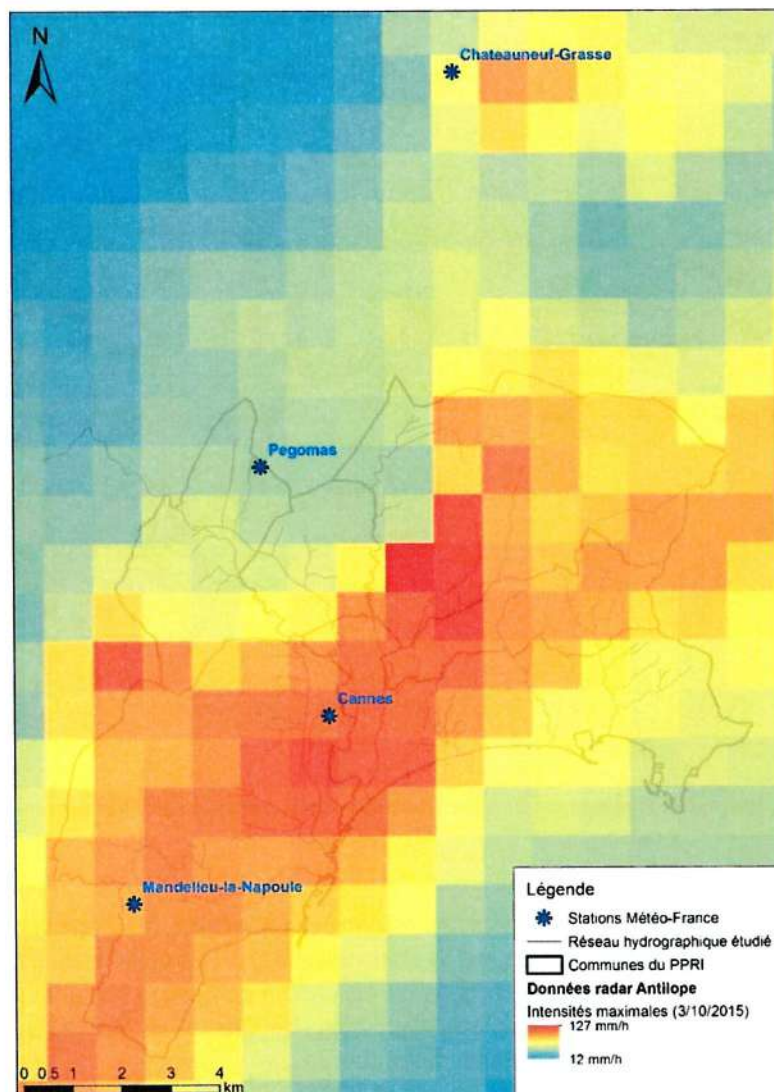 N
Chateauneuf-Grasse
Pegomas
Cannes
Mandelieu-la-Napoule
Légende
Stations Météo-France
Réseau hydrographique étudié
Communes du PPRI
Données radar Antilope
Intensités maximales (3/10/2015)
127 mm/h
12 mm/h
0 0.5 1 2 3 4
km